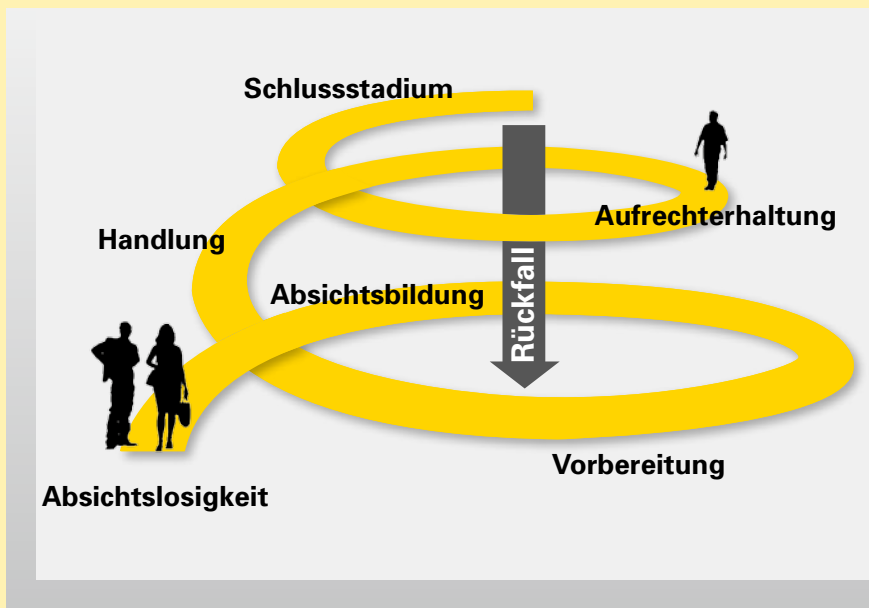 Schlussstadium
Aufrechterhaltung
Handlung
Absichtsbildung
Rückfall
Vorbereitung
Absichtslosigkeit